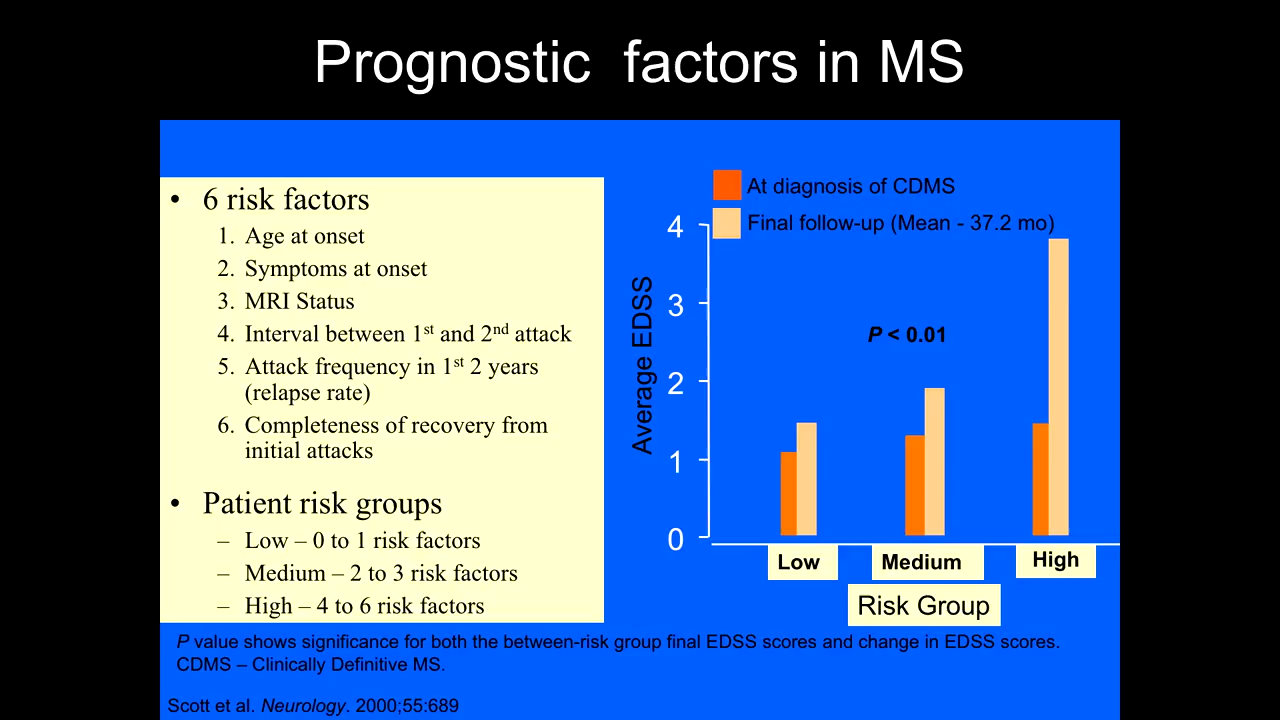 Prognostic factors in MS
• 6 risk factors
1. Age at onset
2. Symptoms at onset
3. MRI Status
4. Interval between 1st and 2nd attack
5. Attack frequency in 1st 2 years
(relapse rate)
6. Completeness of recovery from
initial attacks
• Patient risk groups
– Low – 0 to 1 risk factors
– Medium – 2 to 3 risk factors
– High – 4 to 6 risk factors
At diagnosis of CDMS
Final follow-up (Mean - 37.2 mo)
Average EDSS
4
3
2
1
0
P < 0.01
Low Medium High
Risk Group
P value shows significance for both the between-risk group final EDSS scores and change in EDSS scores.
CDMS – Clinically Definitive MS.
Scott et al. Neurology. 2000;55:689